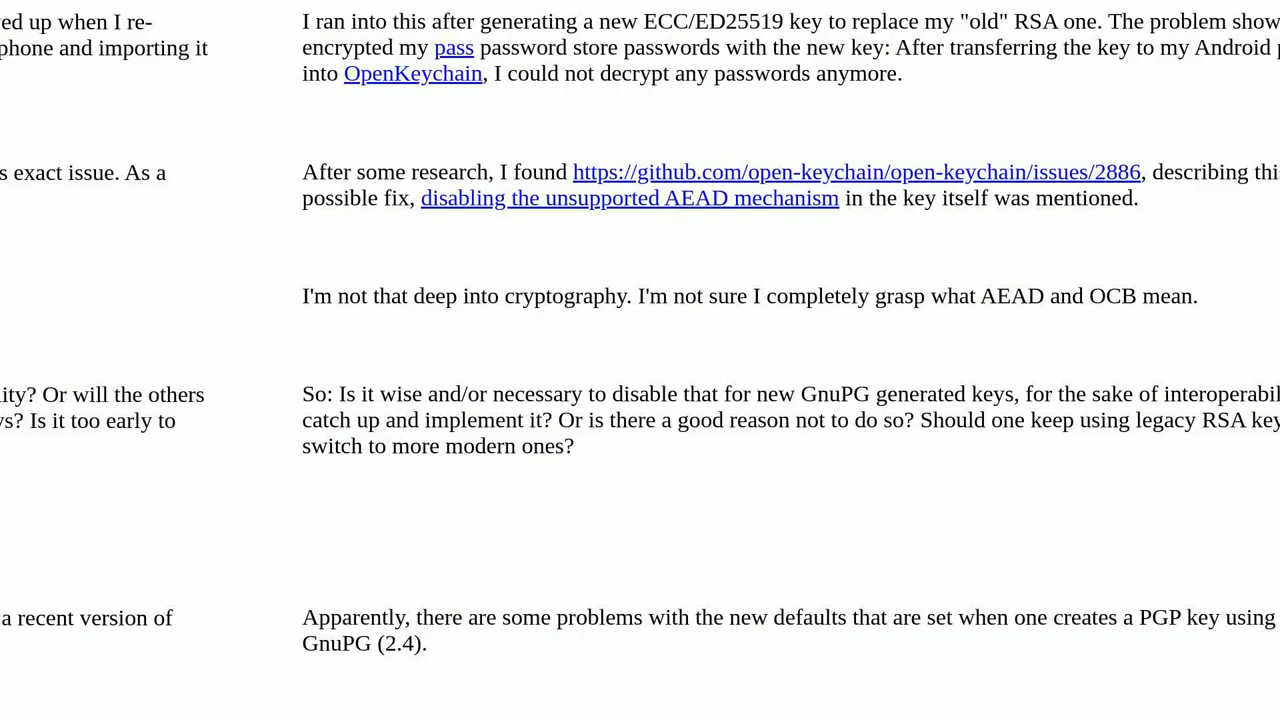 ed up when I re-
phone and importing it
s exact issue. As a
ity? Or will the others
s? Is it too early to
a recent version of
I ran into this after generating a new ECC/ED25519 key to replace my "old" RSA one. The problem show
encrypted my pass password store passwords with the new key: After transferring the key to my Android
into OpenKeychain, I could not decrypt any passwords anymore.
After some research, I found https://github.com/open-keychain/open-keychain/issues/2886, describing thi
possible fix, disabling the unsupported AEAD mechanism in the key itself was mentioned.
I'm not that deep into cryptography. I'm not sure I completely grasp what AEAD and OCB mean.
So: Is it wise and/or necessary to disable that for new GnuPG generated keys, for the sake of interoperabil
catch up and implement it? Or is there a good reason not to do so? Should one keep using legacy RSA key
switch to more modern ones?
Apparently, there are some problems with the new defaults that are set when one creates a PGP key using
GnuPG (2.4).